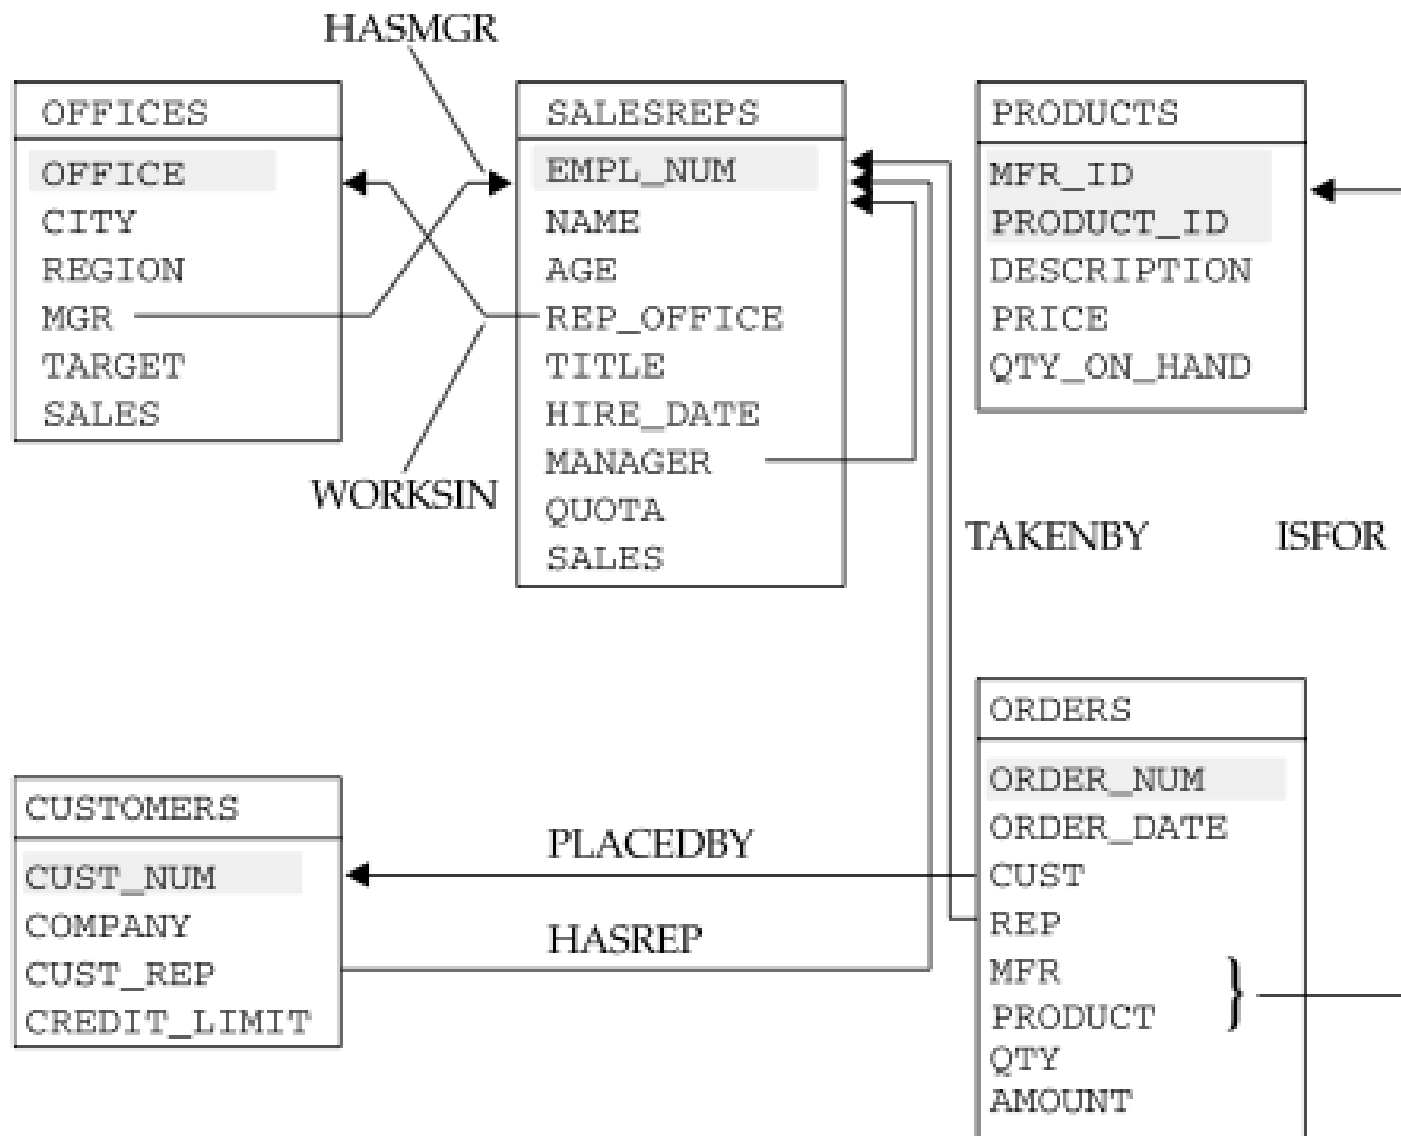 HASMGR
OFFICES
OFFICE
CITY
REGION
MGR
TARGET
SALES
SALESREPS
EMPL_NUM
NAME
AGE
REP_OFFICE
TITLE
HIRE_DATE
MANAGER
QUOTA
SALES
PRODUCTS
MFR_ID
PRODUCT_ID
DESCRIPTION
PRICE
QTY_ON_HAND
WORKSIN
TAKENBY
ISFOR
CUSTOMERS
CUST_NUM
COMPANY
CUST_REP
CREDIT_LIMIT
PLACEDBY
HASREP
ORDERS
ORDER_NUM
ORDER_DATE
CUST
REP
MFR
PRODUCT
QTY
AMOUNT